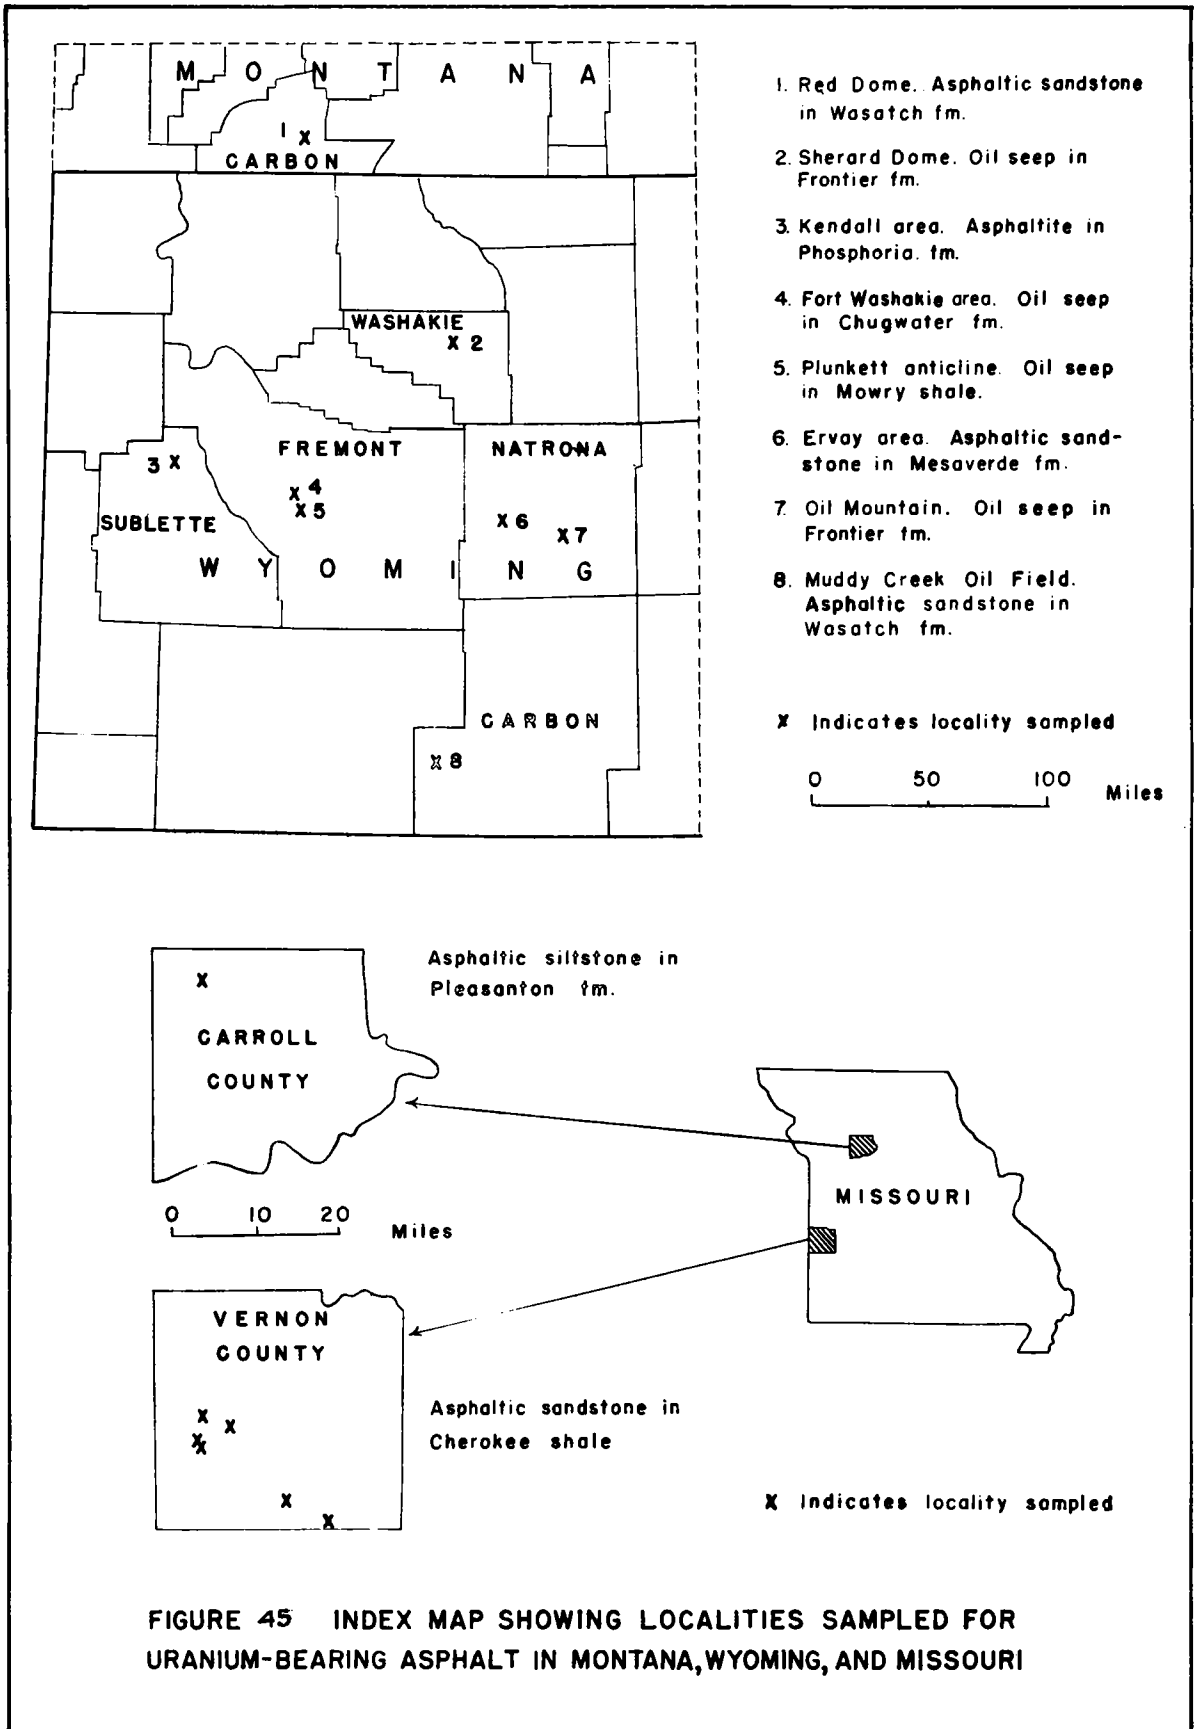 MONTANA
1 X
CARBON
WASHAKIE
X 2
FREMONT
NATRONA
3 X
X 4
X 5
SUBLETTE
X 6
X 7
WYOMING
CARBON
X 8
1. Red Dome. Asphaltic sandstone
in Wasatch fm.
2. Sherard Dome. Oil seep in
Frontier fm.
3. Kendall area. Asphaltite in
Phosphoria. fm.
4. Fort Washakie area. Oil seep
in Chugwater fm.
5. Plunkett anticline. Oil seep
in Mowry shale.
6. Ervay area. Asphaltic sand-
stone in Mesaverde fm.
7. Oil Mountain. Oil seep in
Frontier fm.
8. Muddy Creek Oil Field.
Asphaltic sandstone in
Wasatch fm.
X Indicates locality sampled
0 50 100
Miles
Asphaltic siltstone in
Pleasanton fm.
X
CARROLL
COUNTY
0 10 20
Miles
MISSOURI
VERNON
COUNTY
X
X
X
X
X
X
Asphaltic sandstone in
Cherokee shale
X Indicates locality sampled
FIGURE 45 INDEX MAP SHOWING LOCALITIES SAMPLED FOR
URANIUM-BEARING ASPHALT IN MONTANA, WYOMING, AND MISSOURI